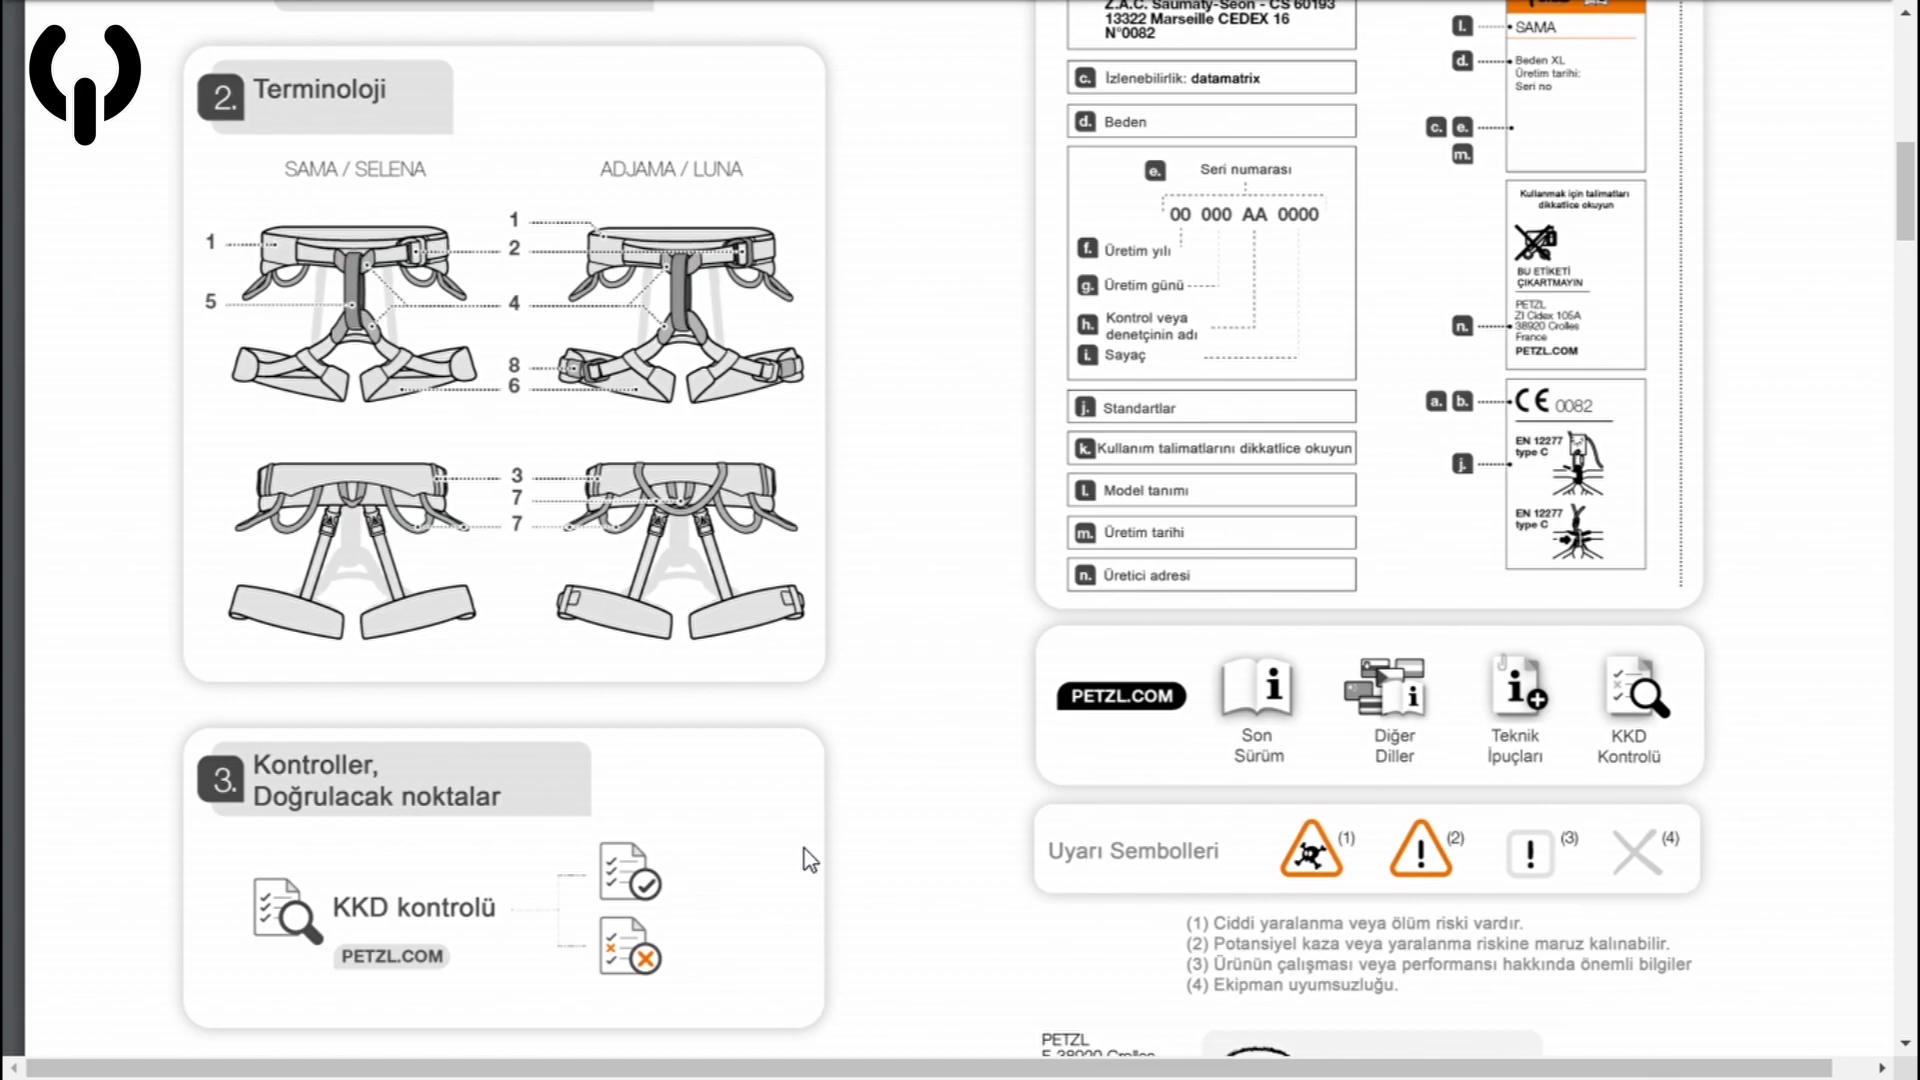 2. Terminoloji
SAMA / SELENA
ADJAMA / LUNA
1
1
2
5
4
8
6
3
7
7
3. Kontroller,
Doğrulacak noktalar
KKD kontrolü
PETZL.COM
Z.A.C. Saumaty-Seon - CS 60193
13322 Marseille CEDEX 16
N°0082
c. İzlenebilirlik: datamatrix
d. Beden
e. Seri numarası
00 000 AA 0000
f. Üretim yılı
g. Üretim günü
h. Kontrol veya
denetçinin adı
i. Sayaç
j. Standartlar
k. Kullanım talimatlarını dikkatlice okuyun
l. Model tanımı
m. Üretim tarihi
n. Üretici adresi
l. SAMA
d. Beden XL
Üretim tarihi:
Seri no
c. e.
m.
Kullanmak için talimatları
dikkatlice okuyun
BU ETİKETİ
ÇIKARTMAYIN
PETZL
ZI Cidex 105A
n. 38920 Crolles
France
PETZL.COM
a. b. CE 0082
EN 12277
type C
j.
EN 12277
type C
PETZL.COM
Son
Sürüm
Diğer
Diller
Teknik
İpuçları
KKD
Kontrolü
Uyarı Sembolleri
(1)
(2)
(3)
(4)
(1) Ciddi yaralanma veya ölüm riski vardır.
(2) Potansiyel kaza veya yaralanma riskine maruz kalınabilir.
(3) Ürünün çalışması veya performansı hakkında önemli bilgiler
(4) Ekipman uyumsuzluğu.
PETZL